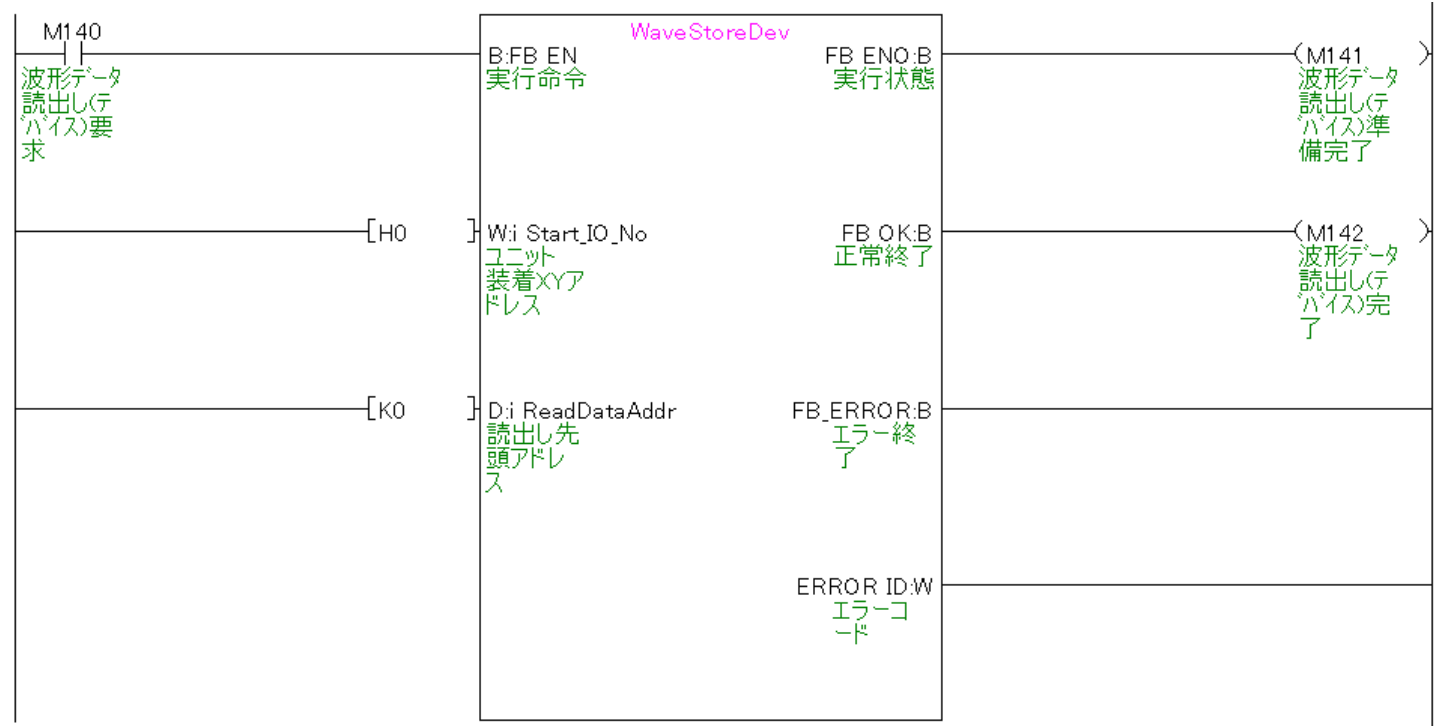 WaveStoreDev
M140
B:FB EN
FB ENO:B
(M141 )
波形データ
読出し(テ
゙バイス)要
求
実行命令
実行状態
波形データ
読出し(テ
゙バイス)準
備完了
[H0 ]
W:i Start_IO_No
FB OK:B
(M142 )
ユニット
装着XYア
ドレス
正常終了
波形データ
読出し(テ
゙バイス)完
了
[K0 ]
D:i ReadDataAddr
FB_ERROR:B
読出し先
頭アドレ
ス
エラー終
了
ERROR ID:W
エラーコ
ード